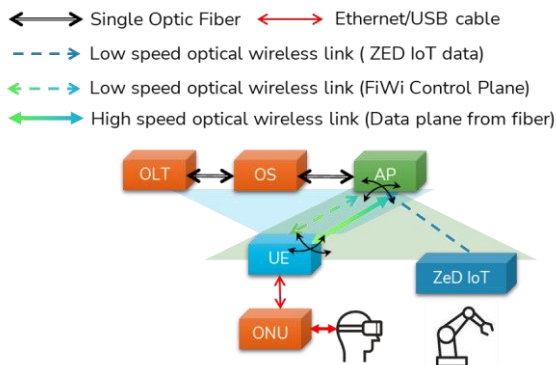 Single Optic Fiber
Ethernet/USB cable
Low speed optical wireless link ( ZED IoT data)
Low speed optical wireless link (FiWi Control Plane)
High speed optical wireless link (Data plane from fiber)
OLT
OS
AP
UE
ZeD IoT
ONU